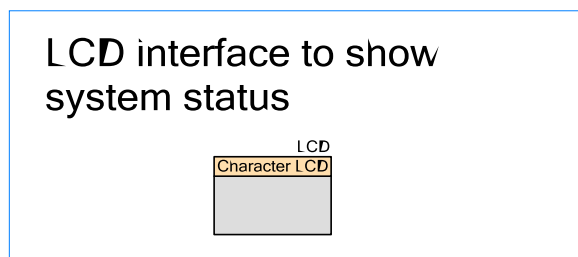 LCD interface to show
system status
LCD
Character LCD